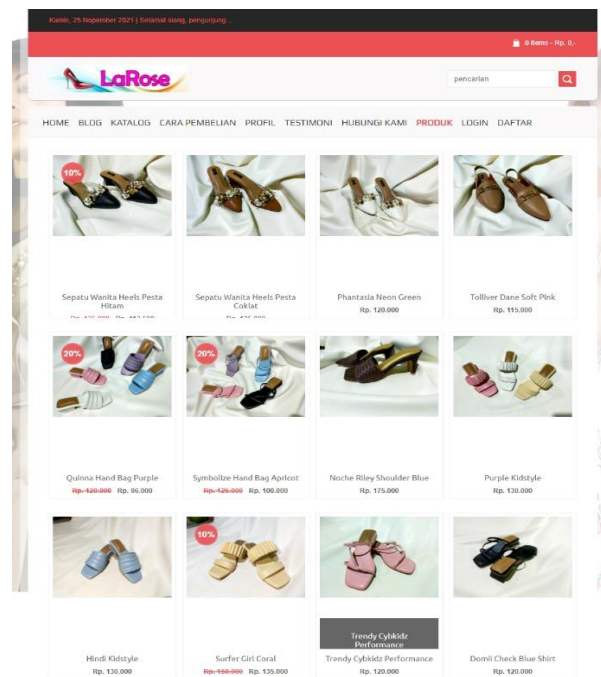 Kamis, 25 Nopember 2021 | Selamat siang, pengunjung...
0 items - Rp. 0,-
LaRose
pencarian
HOME BLOG KATALOG CARA PEMBELIAN PROFIL TESTIMONI HUBUNGI KAMI PRODUK LOGIN DAFTAR
10%
Sepatu Wanita Heels Pesta Hitam
Sepatu Wanita Heels Pesta Coklat
Phantasia Neon Green
Rp. 120.000
Tolliver Dane Soft Pink
Rp. 115.000
20%
20%
Quinna Hand Bag Purple
Rp. 120.000 Rp. 96.000
Symbolize Hand Bag Apricot
Rp. 125.000 Rp. 100.000
Noche Riley Shoulder Blue
Rp. 175.000
Purple Kidstyle
Rp. 130.000
10%
Trendy Cybkidz
Performance
Hindi Kidstyle
Rp. 130.000
Surfer Girl Coral
Rp. 150.000 Rp. 135.000
Trendy Cybkidz Performance
Rp. 120.000
Domil Check Blue Shirt
Rp. 120.000